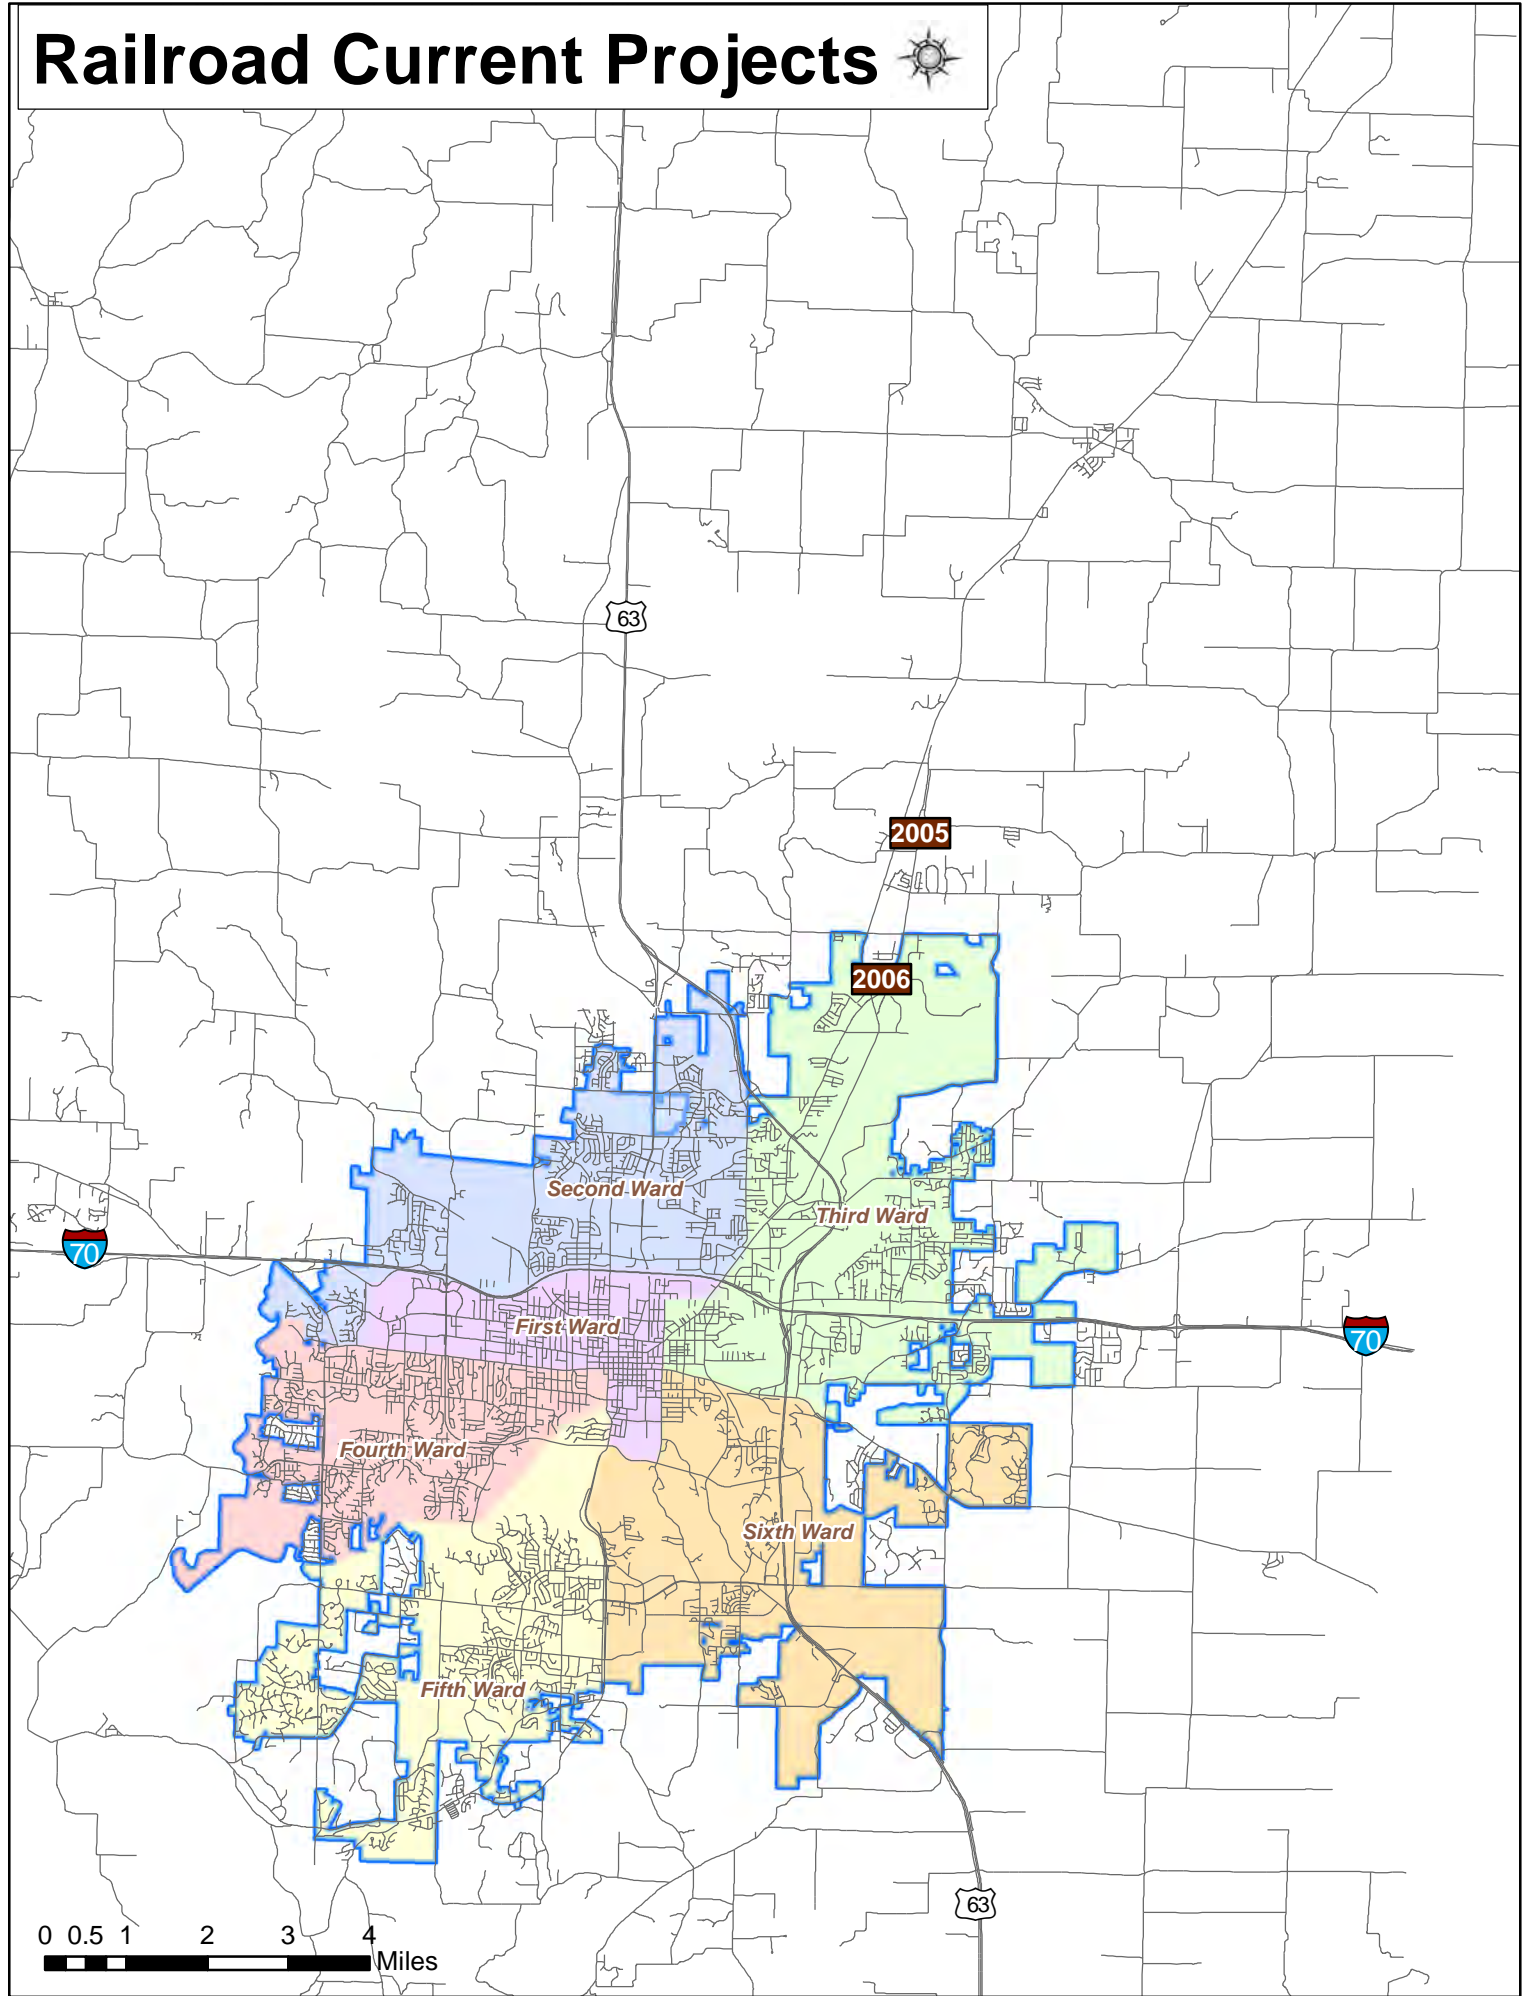 Railroad Current Projects
63
2005
2006
Second Ward
Third Ward
70
First Ward
70
Fourth Ward
Sixth Ward
Fifth Ward
63
0 0.5 1 2 3 4
Miles